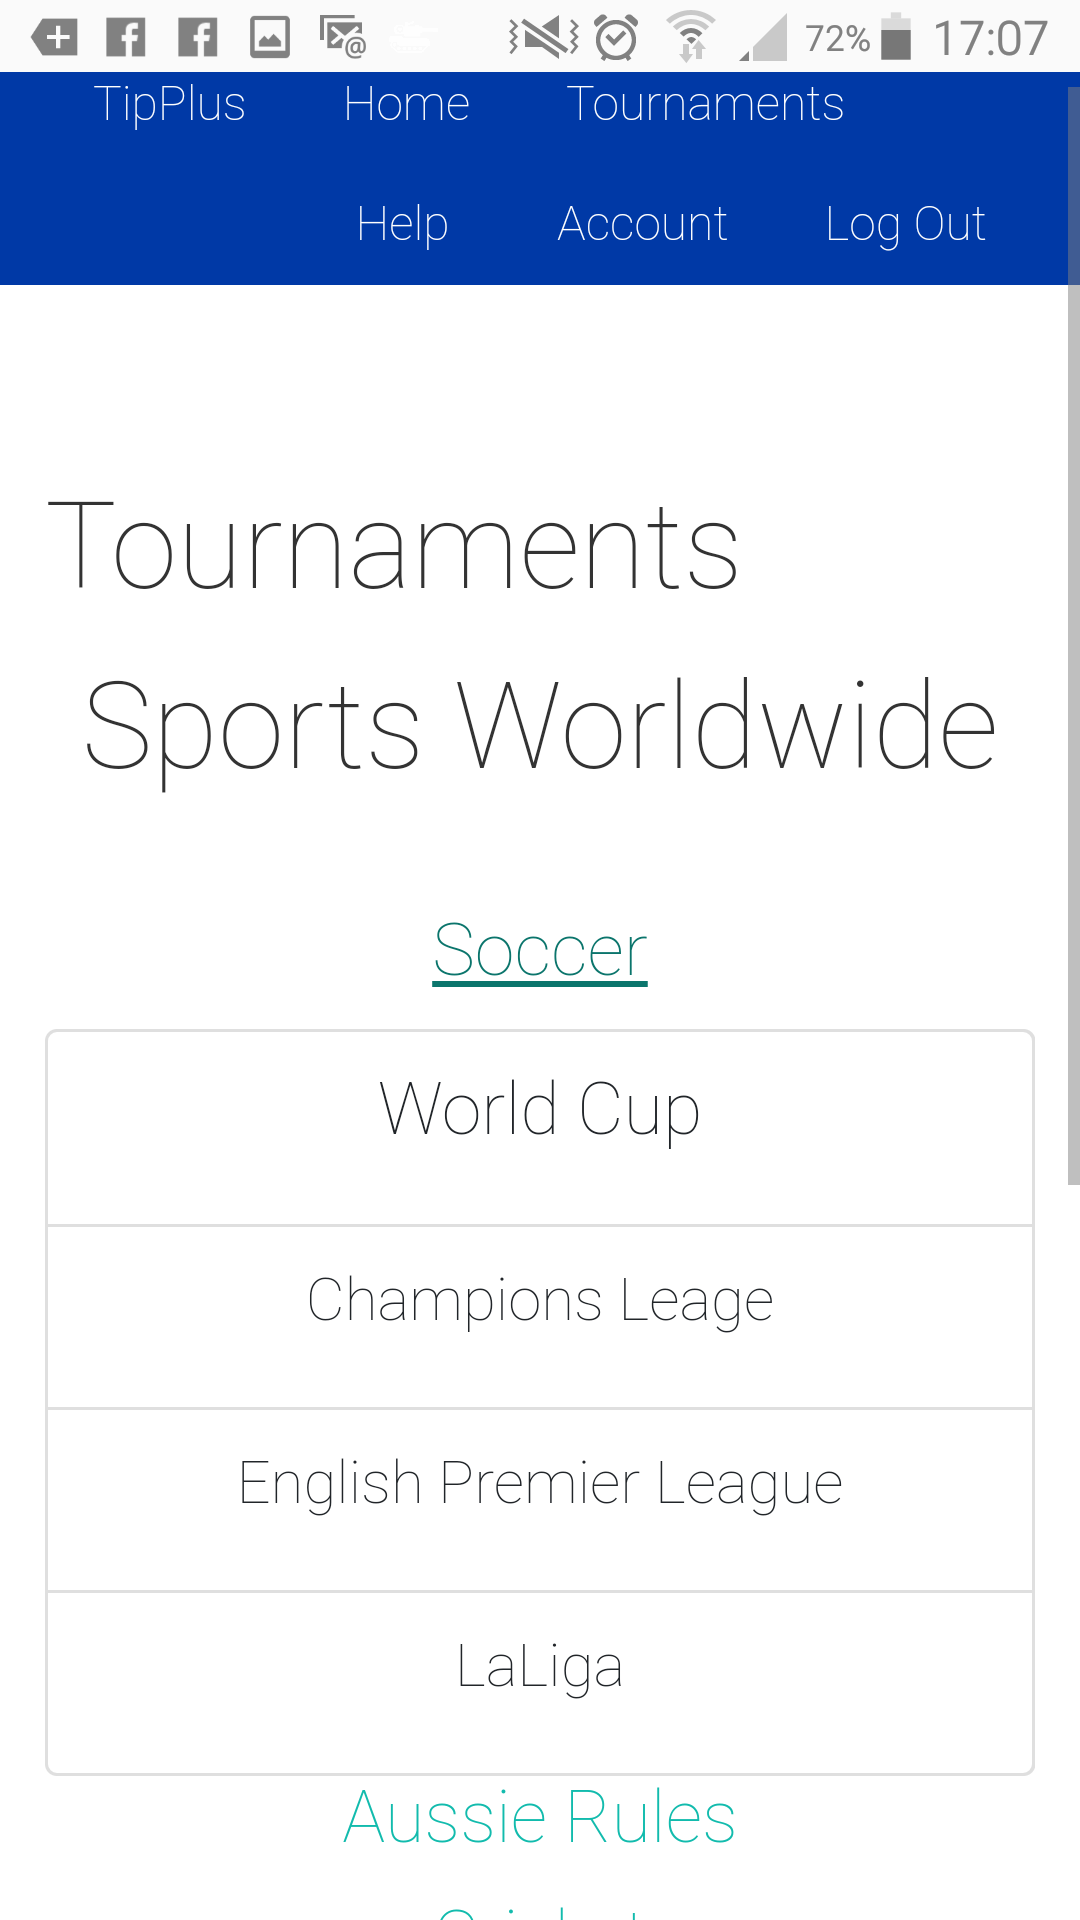 72% 17:07
TipPlus Home Tournaments
Help Account Log Out
Tournaments
Sports Worldwide
Soccer
World Cup
Champions Leage
English Premier League
LaLiga
Aussie Rules
Cricket